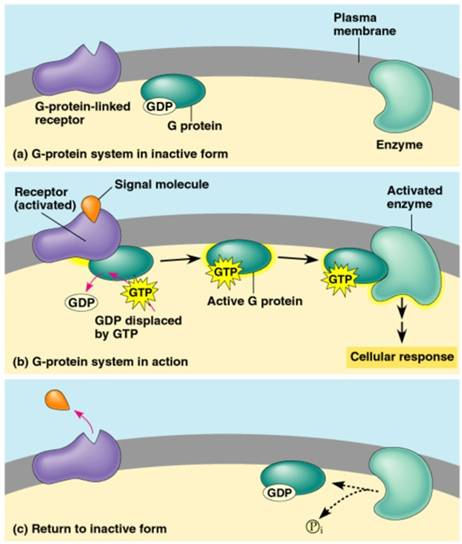 Plasma
membrane
G-protein-linked
receptor
GDP
G protein
Enzyme
(a) G-protein system in inactive form
Receptor
(activated)
Signal molecule
Activated
enzyme
GDP
GTP
GTP
GTP
Active G protein
GDP displaced
by GTP
Cellular response
(b) G-protein system in action
GDP
Pi
(c) Return to inactive form